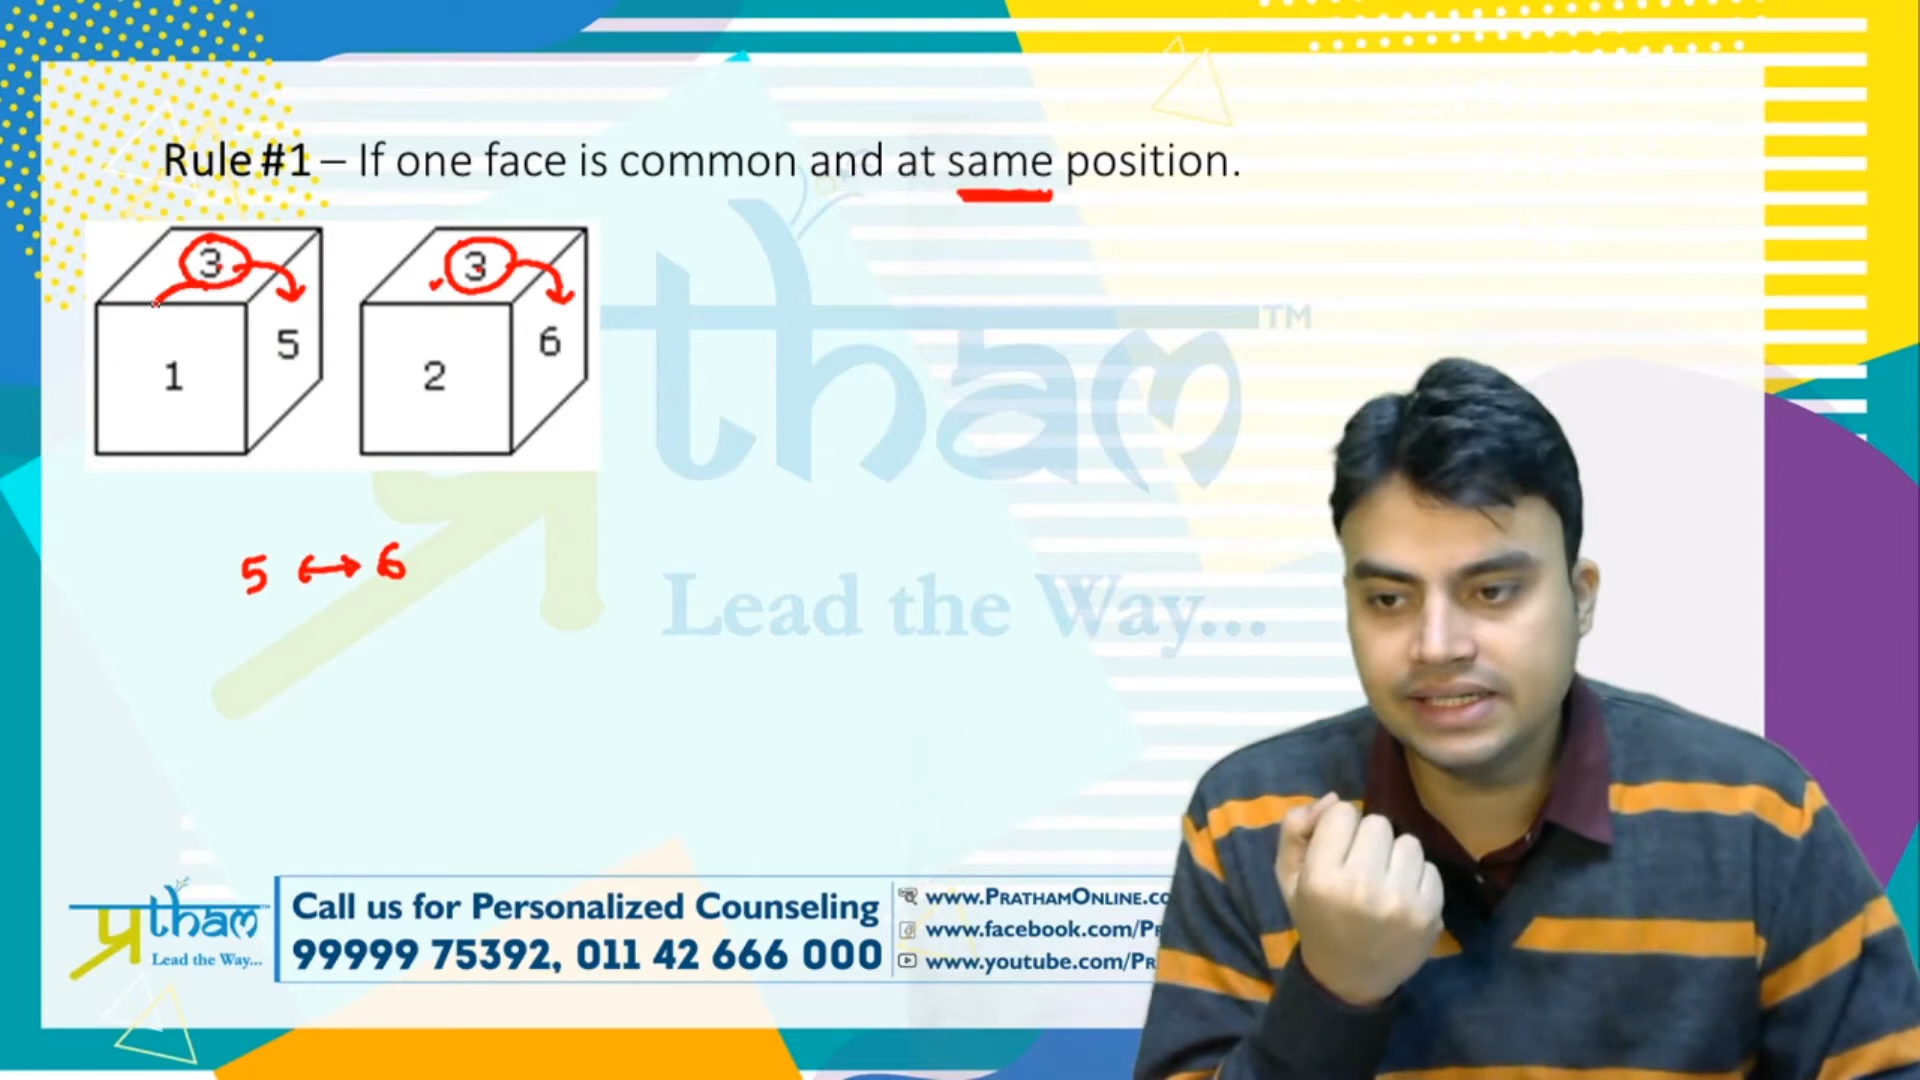 Rule #1 – If one face is common and at same position.
3
3
5
6
1
2
5 ↔ 6
थाம™
Lead the Way...
Lead the Way...
Call us for Personalized Counseling
99999 75392, 011 42 666 000
www.PrathamOnline.co
www.facebook.com/Pr
www.youtube.com/Pr